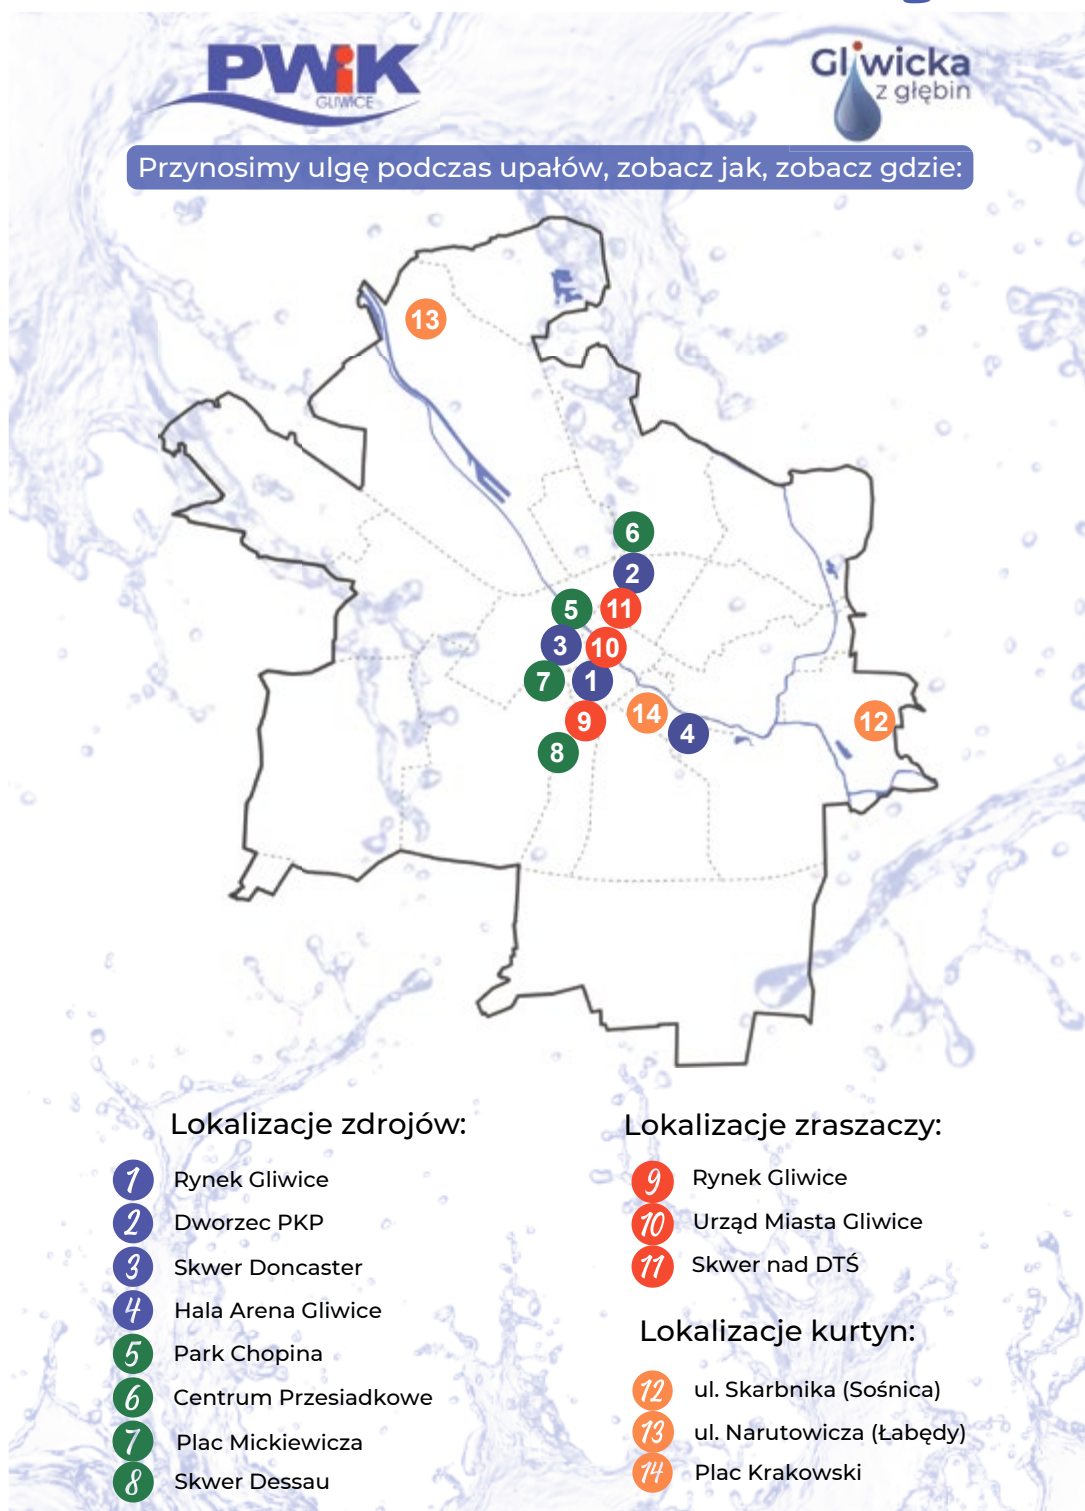 PWiK
GLIWICE
Gliwicka
z głębin
Przynosimy ulgę podczas upałów, zobacz jak, zobacz gdzie:
13
6
2
5
11
3
10
7
1
14
12
9
4
8
Lokalizacje zdrojów:
1 Rynek Gliwice
2 Dworzec PKP
3 Skwer Doncaster
4 Hala Arena Gliwice
5 Park Chopina
6 Centrum Przesiadkowe
7 Plac Mickiewicza
8 Skwer Dessau
Lokalizacje zraszaczy:
9 Rynek Gliwice
10 Urząd Miasta Gliwice
11 Skwer nad DTŚ
Lokalizacje kurtyn:
12 ul. Skarbnika (Sośnica)
13 ul. Narutowicza (Łabędy)
14 Plac Krakowski